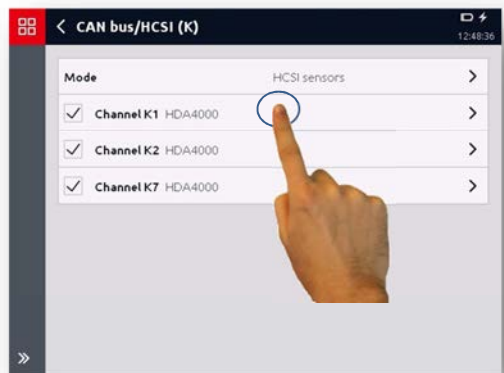 CAN bus/HCSI (K)
12:48:36
Mode HCSI sensors
Channel K1 HDA4000
Channel K2 HDA4000
Channel K7 HDA4000